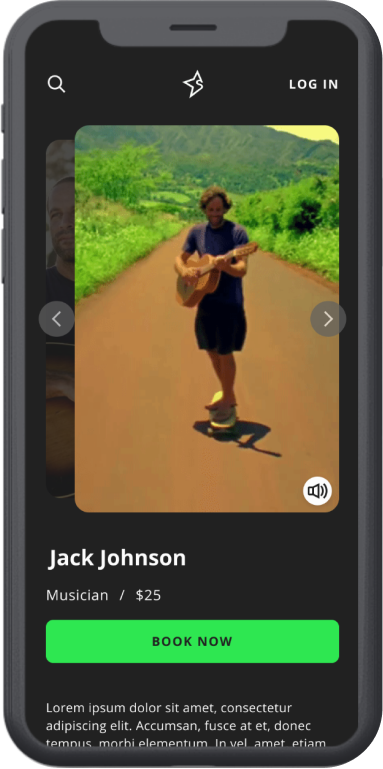 LOG IN
Jack Johnson
Musician / $25
BOOK NOW
Lorem ipsum dolor sit amet, consectetur
adipiscing elit. Accumsan, fusce at et, donec
tempus, morbi elementum. In vel, amet, etiam